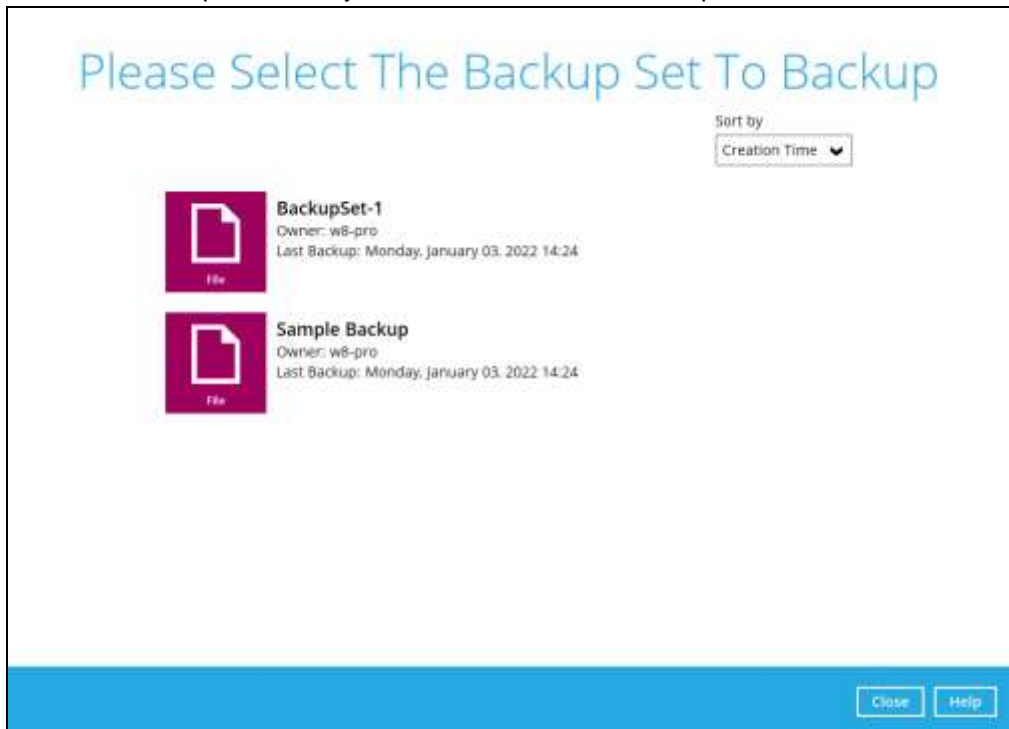 Please Select The Backup Set To Backup
Sort by
Creation Time
BackupSet-1
Owner: w8-pro
Last Backup: Monday, January 03, 2022 14:24
File
Sample Backup
Owner: w8-pro
Last Backup: Monday, January 03, 2022 14:24
File
Close
Help